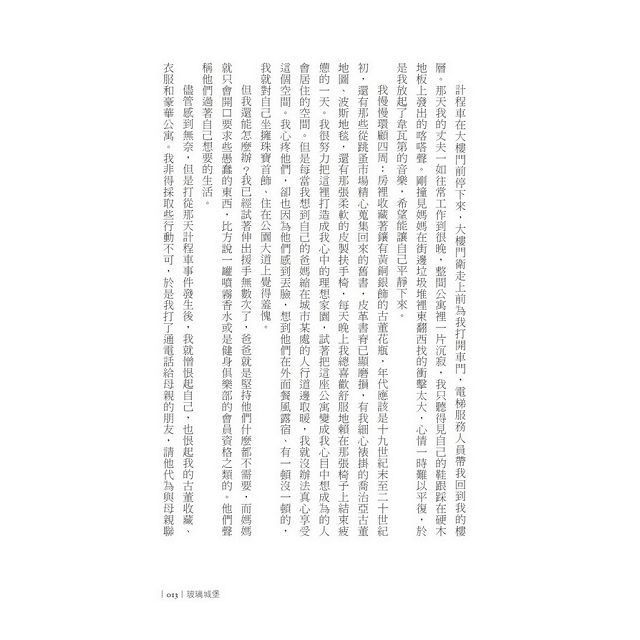 計程車在大樓門前停下來，大樓門衛走上前為我打開車門，電梯服務人員帶我回到我的樓
層。那天我的丈夫一如往常工作到很晚，整間公寓裡一片沉寂，我只聽得見自己的鞋跟踩在硬木
地板上發出的喀嗒聲。剛撞見媽媽在街邊垃圾堆裡東翻西找的衝擊太大，心情一時難以平復，於
是我放起了韋瓦第的音樂，希望能讓自己平靜下來。
我慢慢環顧四周：房裡收藏著鑲有黃銅銀飾的古董花瓶，年代應該是十九世紀末至二十世紀
初，還有那些從跳蚤市場精心蒐集回來的舊書，皮革書脊已顯磨損，有我細心裱掛的喬治亞古董
地圖、波斯地毯，還有那張柔軟的皮製扶手椅，每天晚上我總喜歡舒服地賴在那張椅子上結束疲
憊的一天。我很努力把這裡打造成我心中的理想家園，試著把這座公寓變成我心目中想成為的人
會居住的空間。但是每當我想到自己的爸媽縮在城市某處的人行道邊取暖，我就沒辦法真心享受
這個空間。我心疼他們，卻也因為他們感到丟臉，想到他們在外面餐風露宿、有一頓沒一頓的，
我就對自己坐擁珠寶首飾、住在公園大道上覺得羞愧。
但我還能怎麼辦？我已經試著伸出援手無數次了，爸爸就是堅持他們什麼都不需要，而媽媽
就只會開口要求些愚蠢的東西，比方說一罐噴霧香水或是健身俱樂部的會員資格之類的。他們聲
稱他們過著自己想要的生活。
儘管感到無奈，但是打從那天計程車事件發生後，我就憎恨起自己，也恨起我的古董收藏、
衣服和豪華公寓。我非得採取些行動不可，於是我打了通電話給母親的朋友，請他代為與母親聯
| 013 | 玻璃城堡